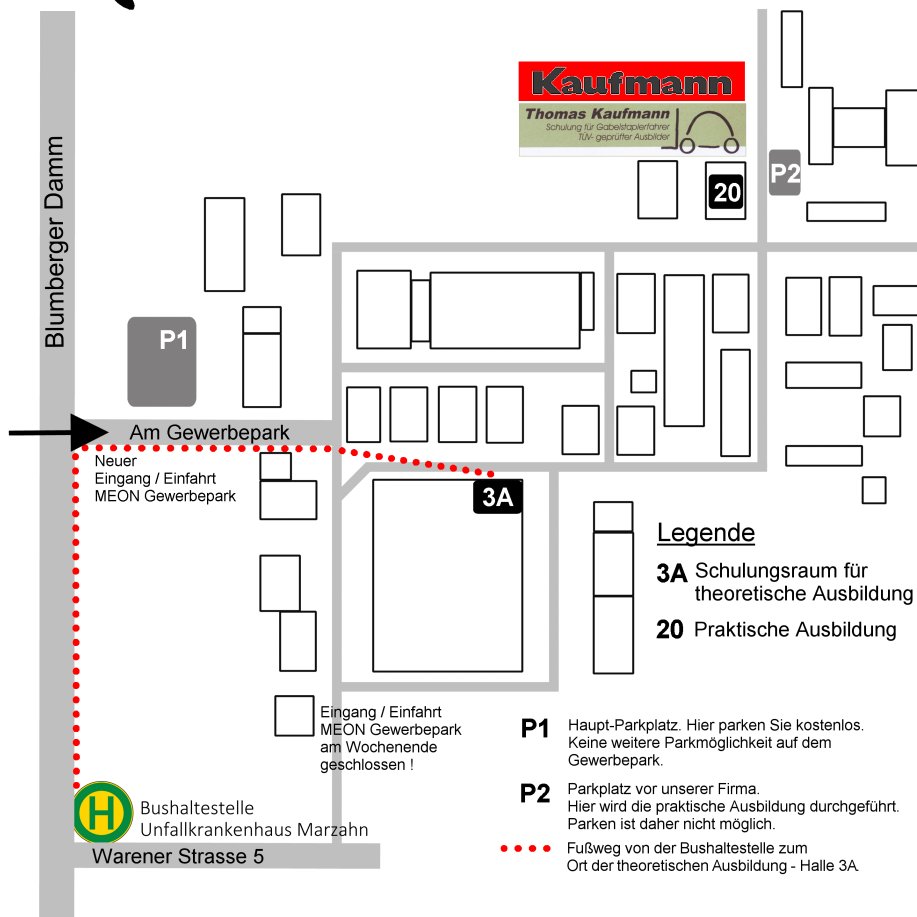 Kaufmann
Thomas Kaufmann
Schulung für Gabelstaplerfahrer
TÜV- geprüfter Ausbilder
20
P2
Blumberger Damm
P1
Am Gewerbepark
Neuer
Eingang / Einfahrt
MEON Gewerbepark
3A
Legende
3A Schulungsraum für
theoretische Ausbildung
20 Praktische Ausbildung
Eingang / Einfahrt
MEON Gewerbepark
am Wochenende
geschlossen !
P1 Haupt-Parkplatz. Hier parken Sie kostenlos.
Keine weitere Parkmöglichkeit auf dem
Gewerbepark.
P2 Parkplatz vor unserer Firma.
Hier wird die praktische Ausbildung durchgeführt.
Parken ist daher nicht möglich.
Fußweg von der Bushaltestelle zum
Ort der theoretischen Ausbildung - Halle 3A.
H
Bushaltestelle
Unfallkrankenhaus Marzahn
Warener Strasse 5